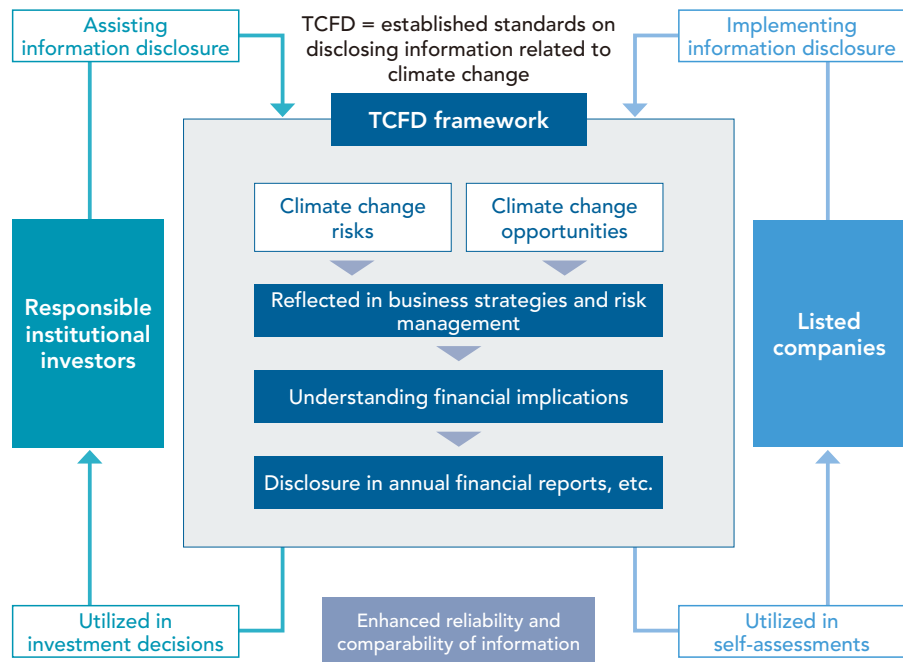 Assisting
information disclosure
TCFD = established standards on
disclosing information related to
climate change
Implementing
information disclosure
TCFD framework
Climate change
risks
Climate change
opportunities
Reflected in business strategies and risk
management
Understanding financial implications
Disclosure in annual financial reports, etc.
Responsible
institutional
investors
Listed
companies
Utilized in
investment decisions
Enhanced reliability and
comparability of information
Utilized in
self-assessments